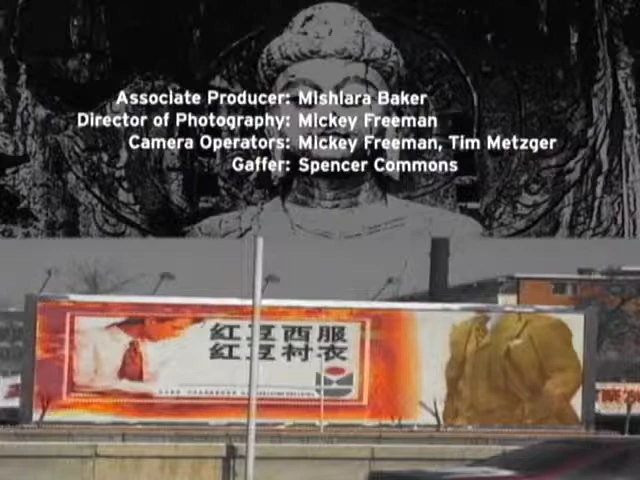 Associate Producer: Mishlara Baker
Director of Photography: Mickey Freeman
Camera Operators: Mickey Freeman, Tim Metzger
Gaffer: Spencer Commons
紅豆西服
紅豆衬衣